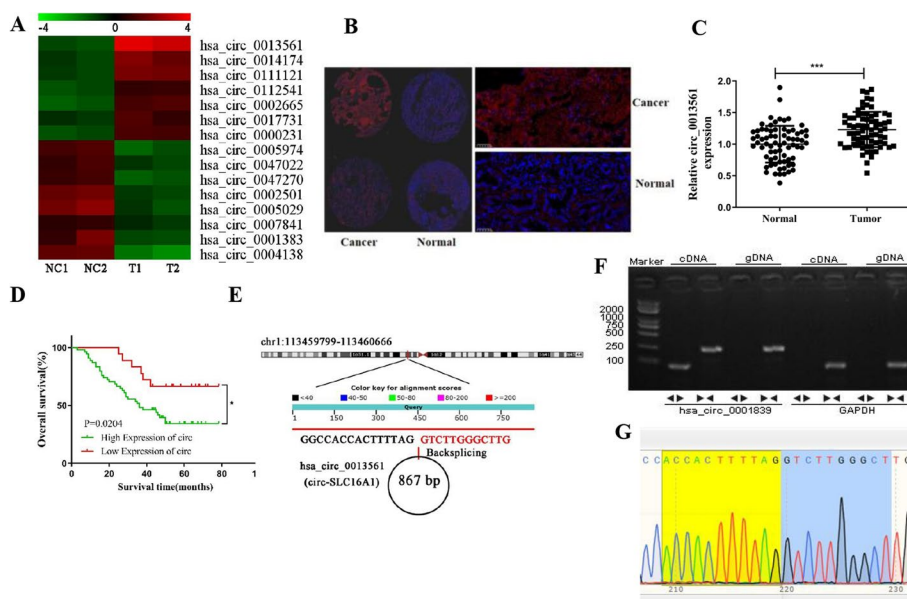 A
-4
0
4
hsa_circ_0013561
hsa_circ_0014174
hsa_circ_0111121
hsa_circ_0112541
hsa_circ_0002665
hsa_circ_0017731
hsa_circ_0000231
hsa_circ_0005974
hsa_circ_0047022
hsa_circ_0047270
hsa_circ_0002501
hsa_circ_0005029
hsa_circ_0007841
hsa_circ_0001383
hsa_circ_0004138
NC1 NC2 T1 T2
B
Cancer
Normal
Cancer Normal
C
Relative circ_0013561
expression
***
2.0
1.5
1.0
0.5
0.0
Normal Tumor
D
Overall survival(%)
100
50
0
P=0.0204
High Expression of circ
Low Expression of circ
*
0 20 40 60 80 1
Survival time(months)
E
chr1:113459799-113460666
Color key for alignment scores
<40 40-50 50-80 80-200 >=200
Query
1 150 300 450 600 750
GGCCACCACTTTTAG GTCTTGGGCTTG
Backsplicing
hsa_circ_0013561
(circ-SLC16A1)
867 bp
F
Marker cDNA gDNA cDNA gDNA
2000
1000
750
500
250
100
hsa_circ_0001839 GAPDH
G
C C A C C A C T T T T A G G T C T T G G G C T T G
210 220 230